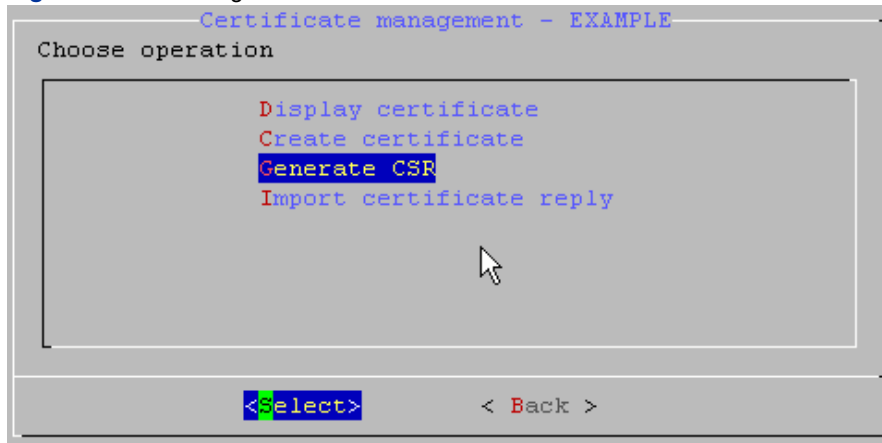 Certificate management - EXAMPLE
Choose operation
Display certificate
Create certificate
Generate CSR
Import certificate reply
<Select> < Back >